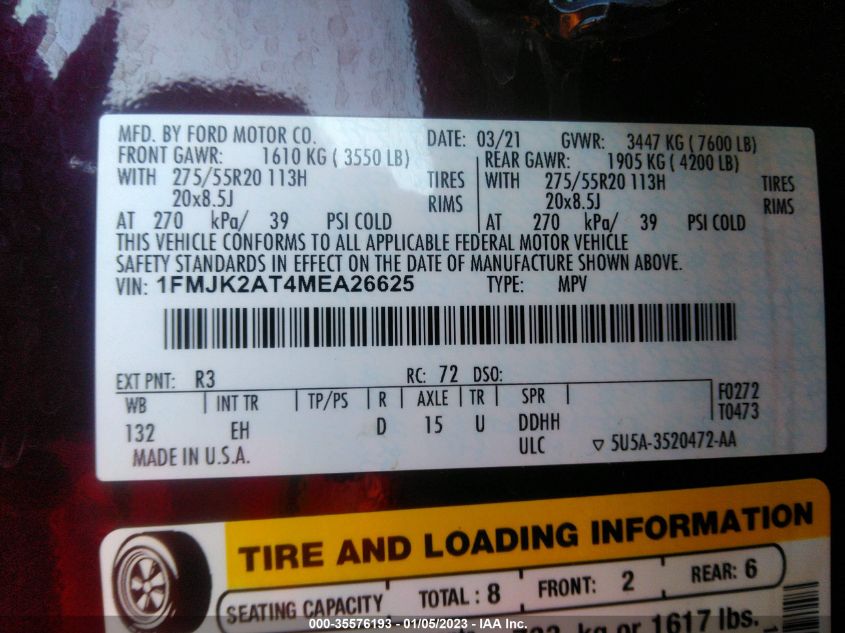 MFD. BY FORD MOTOR CO. DATE: 03/21 GVWR: 3447 KG ( 7600 LB)
FRONT GAWR: 1610 KG ( 3550 LB) REAR GAWR: 1905 KG ( 4200 LB)
WITH 275/55R20 113H TIRES WITH 275/55R20 113H TIRES
20x8.5J RIMS 20x8.5J RIMS
AT 270 kPa/ 39 PSI COLD AT 270 kPa/ 39 PSI COLD
THIS VEHICLE CONFORMS TO ALL APPLICABLE FEDERAL MOTOR VEHICLE
SAFETY STANDARDS IN EFFECT ON THE DATE OF MANUFACTURE SHOWN ABOVE.
VIN: 1FMJK2AT4MEA26625 TYPE: MPV
EXT PNT: R3 RC: 72 DSO:
WB INT TR TP/PS R AXLE TR SPR F0272
T0473
132 EH D 15 U DDHH
MADE IN U.S.A. ULC ▽ 5U5A-3520472-AA
TIRE AND LOADING INFORMATION
SEATING CAPACITY TOTAL : 8 FRONT: 2 REAR: 6
kg or 1617 lbs.
000-35576193 - 01/05/2023 - IAA Inc.